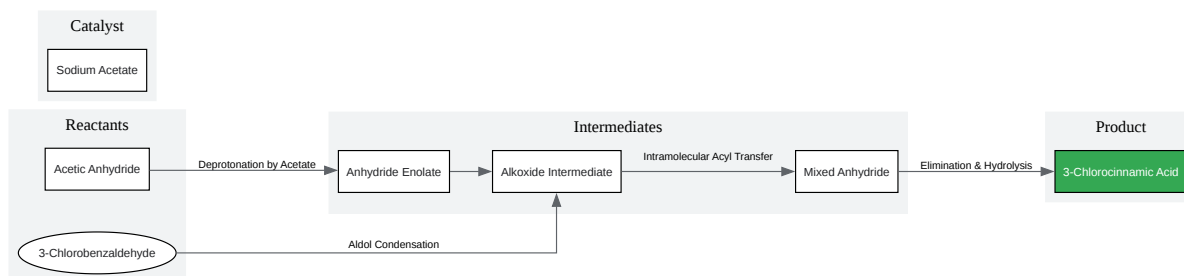 Catalyst
Sodium Acetate
Reactants
Acetic Anhydride
3-Chlorobenzaldehyde
Deprotonation by Acetate
Aldol Condensation
Intermediates
Anhydride Enolate
Alkoxide Intermediate
Intramolecular Acyl Transfer
Mixed Anhydride
Elimination & Hydrolysis
Product
3-Chlorocinnamic Acid